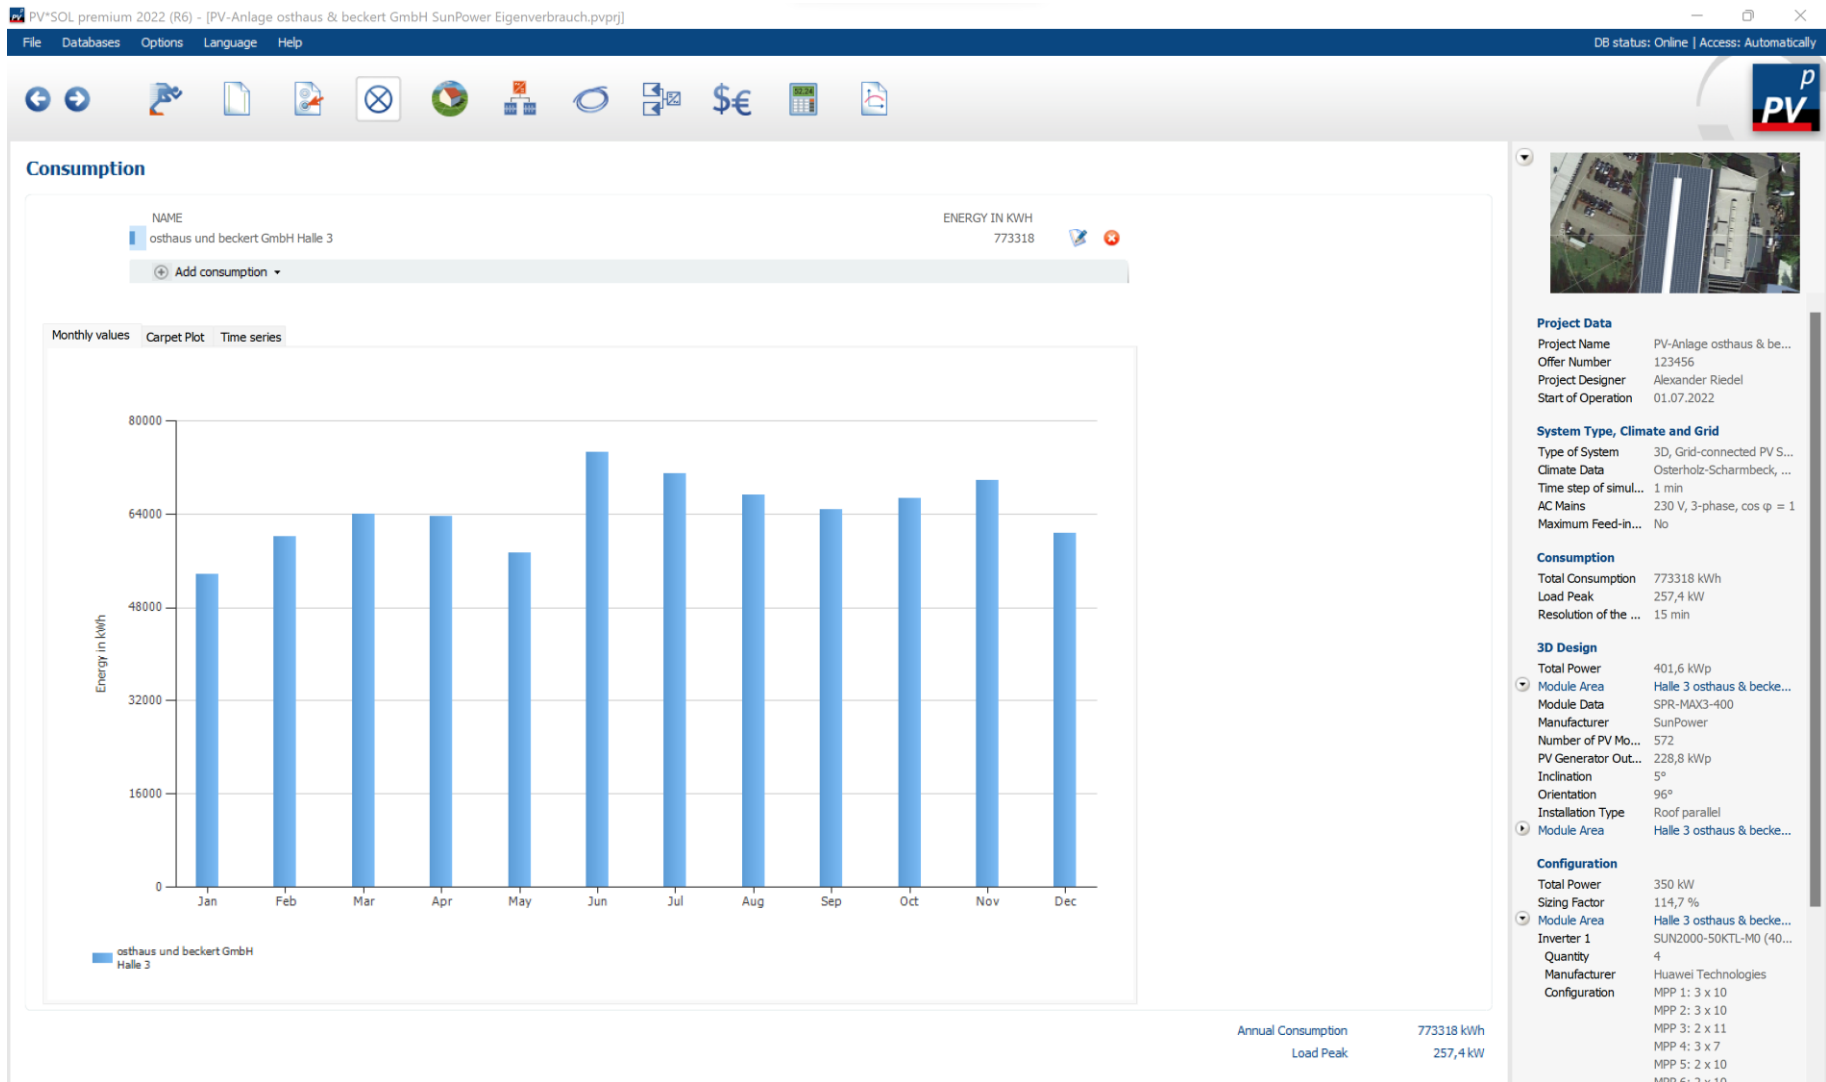 PV*SOL premium 2022 (R6) - [PV-Anlage osthaus & beckert GmbH SunPower Eigenverbrauch.pvprj]
File Databases Options Language Help DB status: Online | Access: Automatically
$€ 52.24
p
PV
Consumption
NAME ENERGY IN KWH
osthaus und beckert GmbH Halle 3 773318
Add consumption
Monthly values Carpet Plot Time series
80000
64000
48000
32000
16000
0
Energy in kWh
Jan Feb Mar Apr May Jun Jul Aug Sep Oct Nov Dec
osthaus und beckert GmbH
Halle 3
Annual Consumption 773318 kWh
Load Peak 257,4 kW
Project Data
Project Name PV-Anlage osthaus & be...
Offer Number 123456
Project Designer Alexander Riedel
Start of Operation 01.07.2022
System Type, Climate and Grid
Type of System 3D, Grid-connected PV S...
Climate Data Osterholz-Scharmbeck, ...
Time step of simul... 1 min
AC Mains 230 V, 3-phase, cos φ = 1
Maximum Feed-in... No
Consumption
Total Consumption 773318 kWh
Load Peak 257,4 kW
Resolution of the ... 15 min
3D Design
Total Power 401,6 kWp
Module Area Halle 3 osthaus & becke...
Module Data SPR-MAX3-400
Manufacturer SunPower
Number of PV Mo... 572
PV Generator Out... 228,8 kWp
Inclination 5°
Orientation 96°
Installation Type Roof parallel
Module Area Halle 3 osthaus & becke...
Configuration
Total Power 350 kW
Sizing Factor 114,7 %
Module Area Halle 3 osthaus & becke...
Inverter 1 SUN2000-50KTL-M0 (40...
Quantity 4
Manufacturer Huawei Technologies
Configuration MPP 1: 3 x 10
MPP 2: 3 x 10
MPP 3: 2 x 11
MPP 4: 3 x 7
MPP 5: 2 x 10
MPP 6: 2 x 10